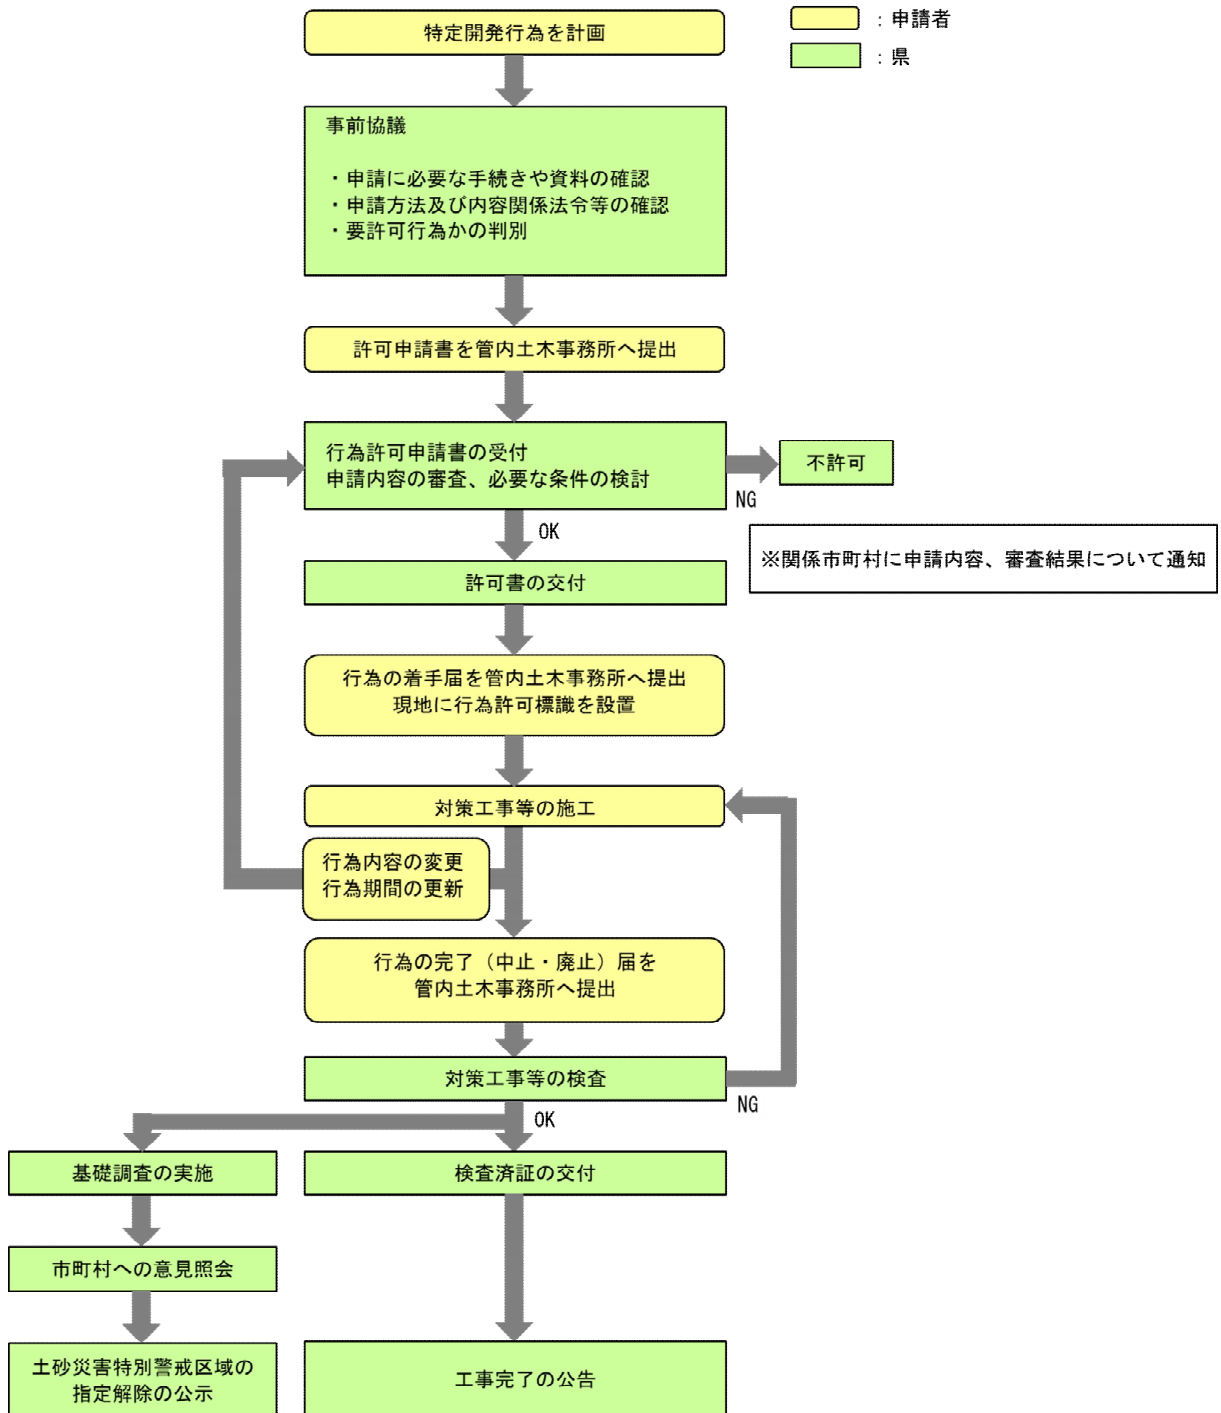 特定開発行為を計画
：申請者
：県
事前協議
・申請に必要な手続きや資料の確認
・申請方法及び内容関係法令等の確認
・要許可行為かの判別
許可申請書を管内土木事務所へ提出
行為許可申請書の受付
申請内容の審査、必要な条件の検討
不許可
NG
OK
※関係市町村に申請内容、審査結果について通知
許可書の交付
行為の着手届を管内土木事務所へ提出
現地に行為許可標識を設置
対策工事等の施工
行為内容の変更
行為期間の更新
行為の完了（中止・廃止）届を
管内土木事務所へ提出
対策工事等の検査
NG
OK
基礎調査の実施
検査済証の交付
市町村への意見照会
土砂災害特別警戒区域の
指定解除の公示
工事完了の公告